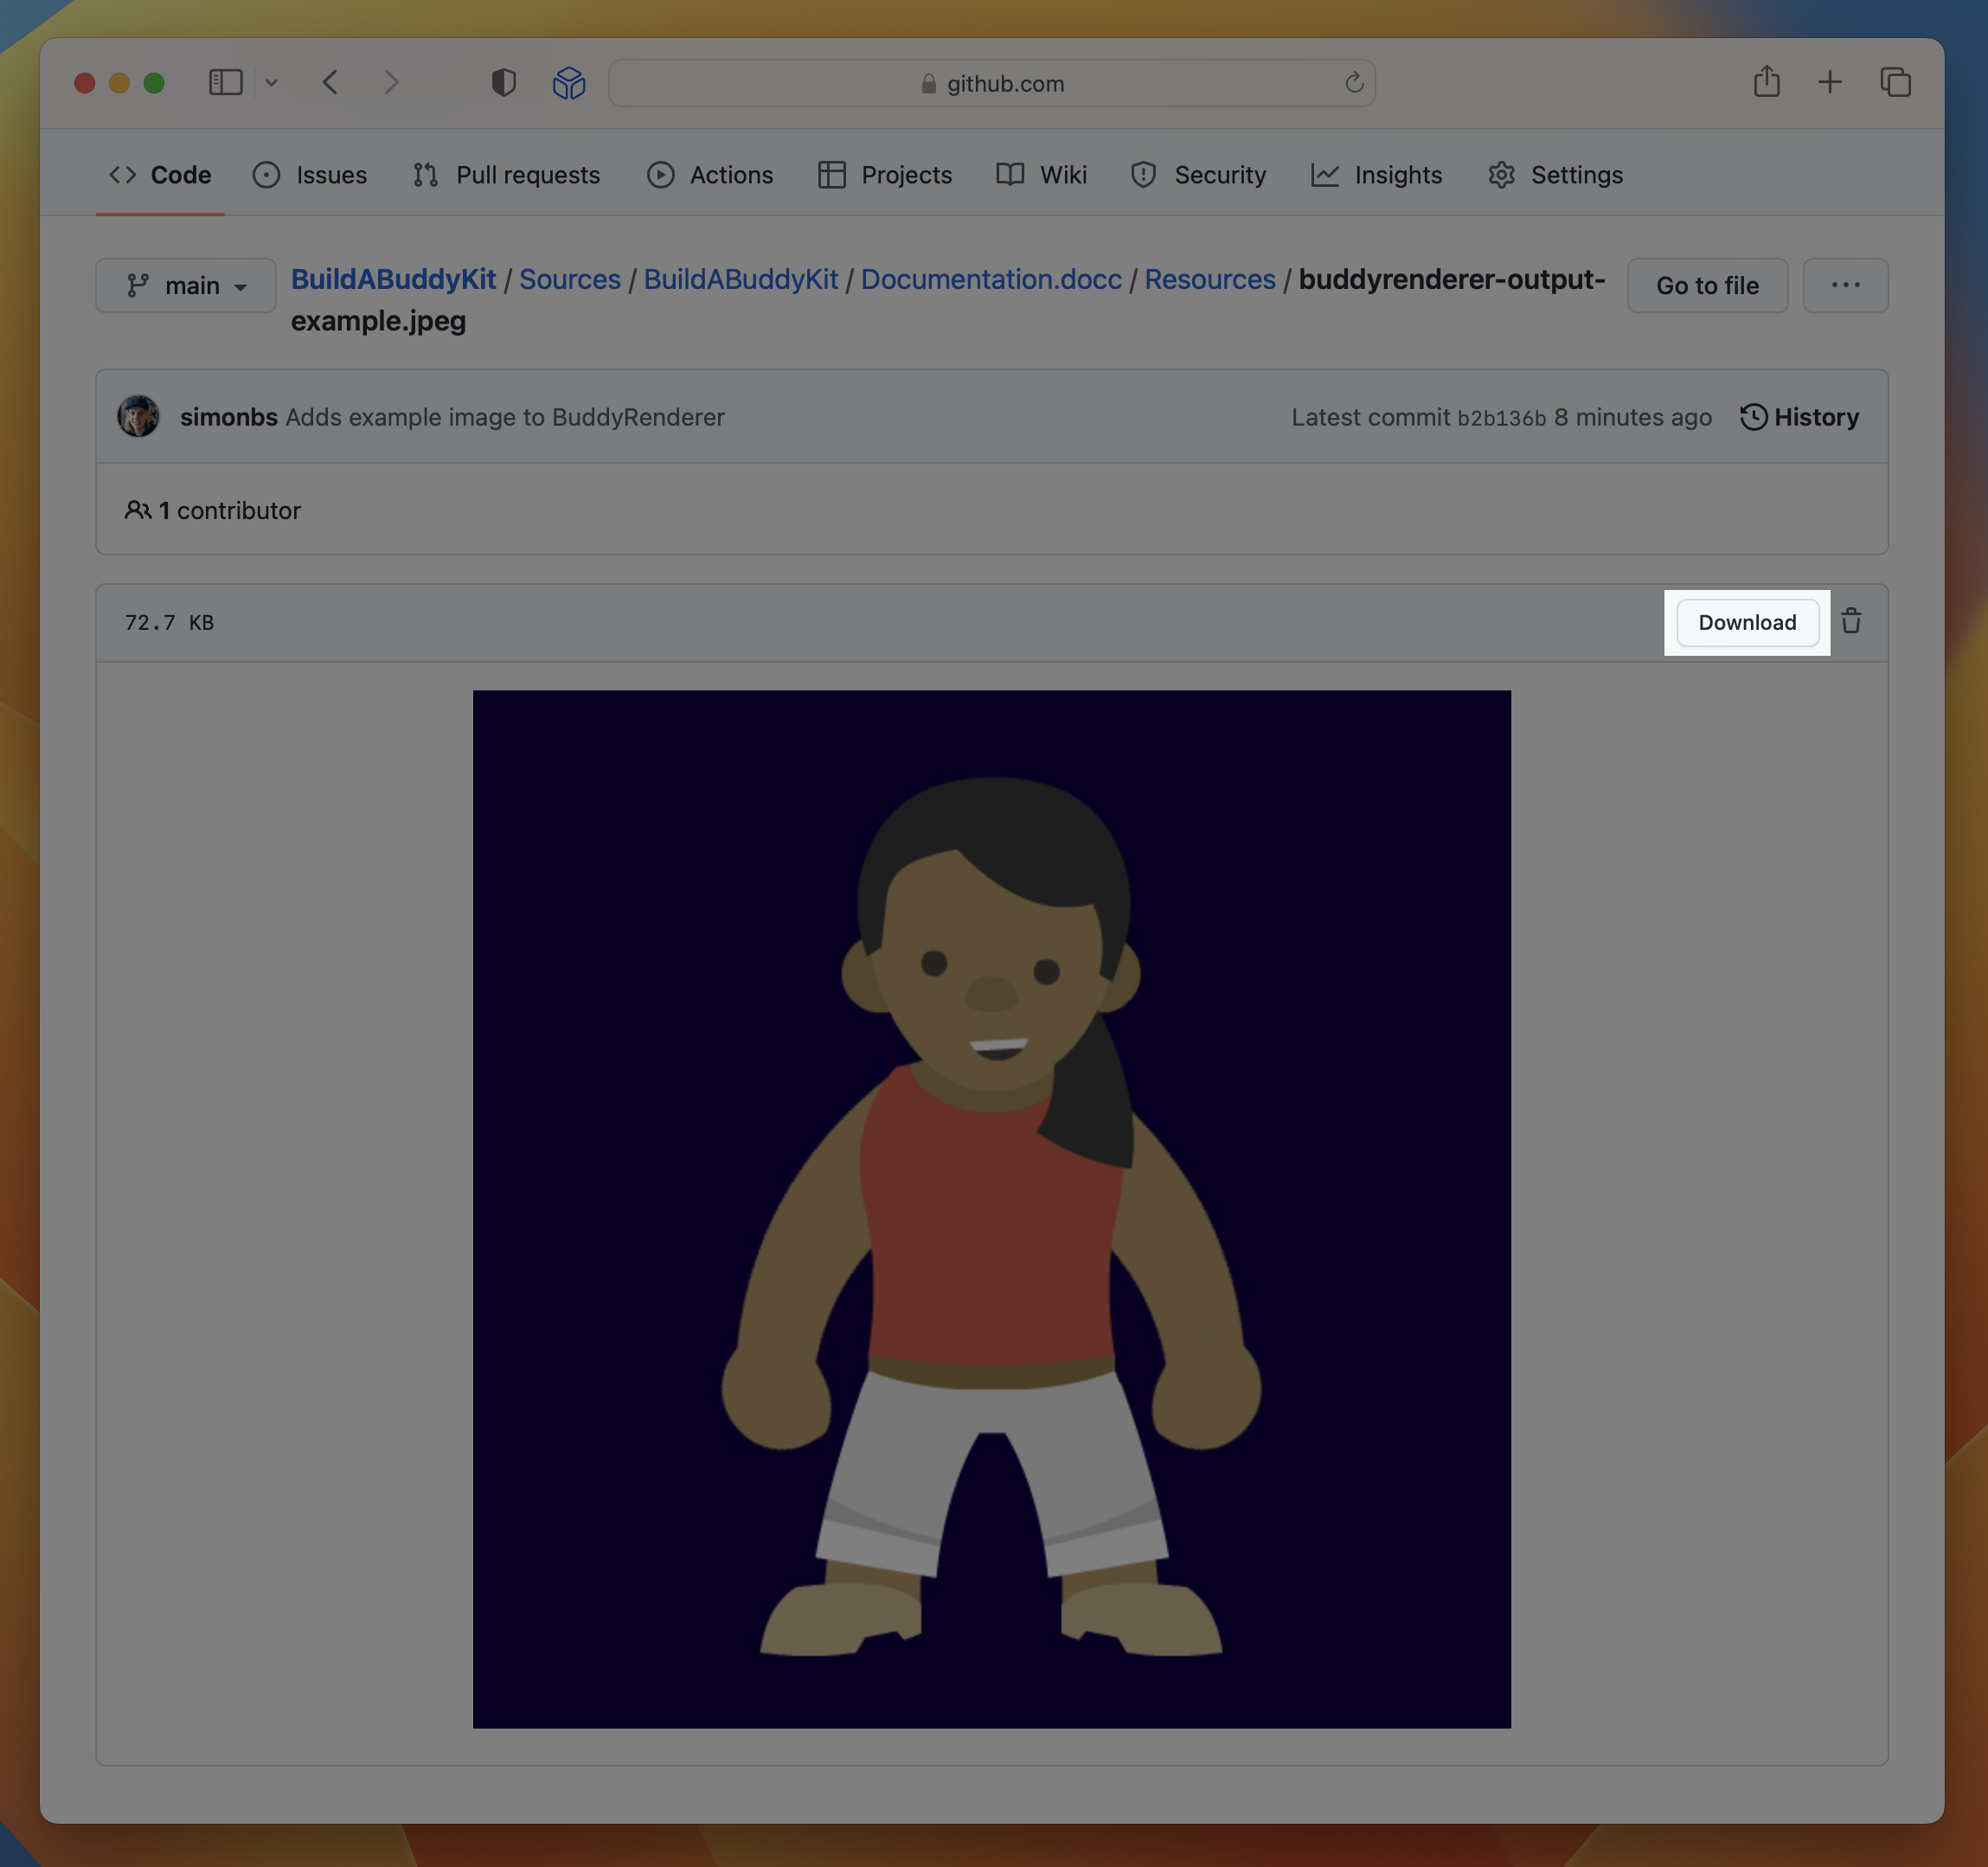 github.com
Code Issues Pull requests Actions Projects Wiki Security Insights Settings
main BuildABuddyKit / Sources / BuildABuddyKit / Documentation.docc / Resources / buddyrenderer-output- Go to file ...
example.jpeg
simonbs Adds example image to BuddyRenderer Latest commit b2b136b 8 minutes ago History
1 contributor
72.7 KB Download